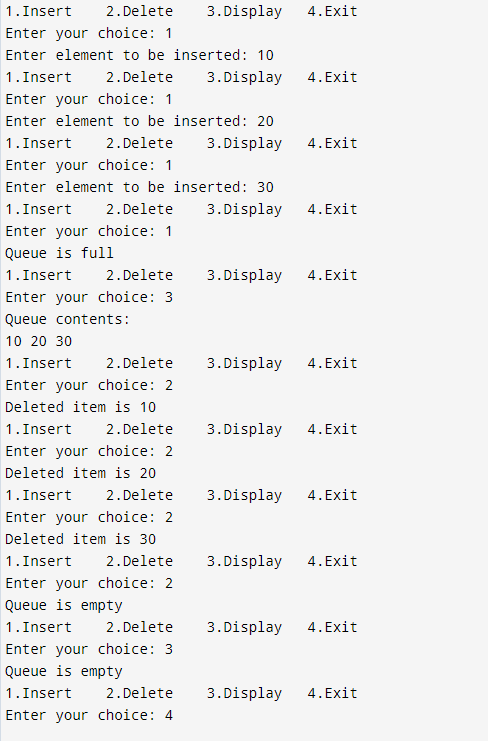 1.Insert    2.Delete    3.Display   4.Exit
Enter your choice: 1
Enter element to be inserted: 10
1.Insert    2.Delete    3.Display   4.Exit
Enter your choice: 1
Enter element to be inserted: 20
1.Insert    2.Delete    3.Display   4.Exit
Enter your choice: 1
Enter element to be inserted: 30
1.Insert    2.Delete    3.Display   4.Exit
Enter your choice: 1
Queue is full
1.Insert    2.Delete    3.Display   4.Exit
Enter your choice: 3
Queue contents:
10 20 30
1.Insert    2.Delete    3.Display   4.Exit
Enter your choice: 2
Deleted item is 10
1.Insert    2.Delete    3.Display   4.Exit
Enter your choice: 2
Deleted item is 20
1.Insert    2.Delete    3.Display   4.Exit
Enter your choice: 2
Deleted item is 30
1.Insert    2.Delete    3.Display   4.Exit
Enter your choice: 2
Queue is empty
1.Insert    2.Delete    3.Display   4.Exit
Enter your choice: 3
Queue is empty
1.Insert    2.Delete    3.Display   4.Exit
Enter your choice: 4